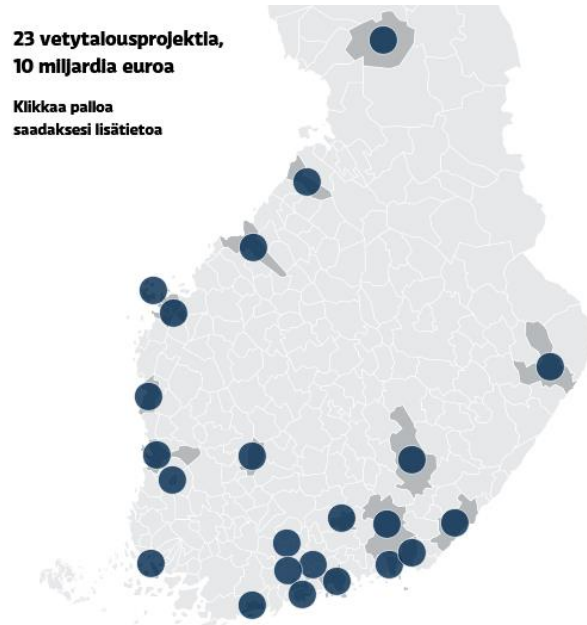 23 vetytalousprojektia,
10 miljardia euroa
Klikkaa palloa
saadaksesi lisätietoa